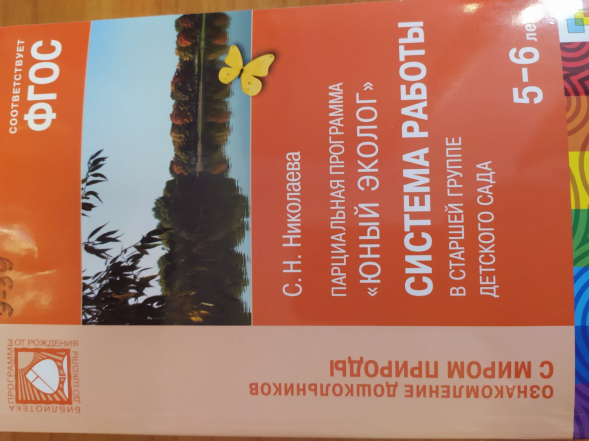 СООТВЕТСТВУЕТ
ФГОС
С. Н. Николаева
ПАРЦИАЛЬНАЯ ПРОГРАММА
«ЮНЫЙ ЭКОЛОГ»
СИСТЕМА РАБОТЫ
В СТАРШЕЙ ГРУППЕ
ДЕТСКОГО САДА
5–6 ле
ОЗНАКОМЛЕНИЕ ДОШКОЛЬНИКОВ
С МИРОМ ПРИРОДЫ
БИБЛИОТЕКА
ПРОГРАММЫ
ОТ РОЖДЕНИЯ
ДО ШКОЛЫ